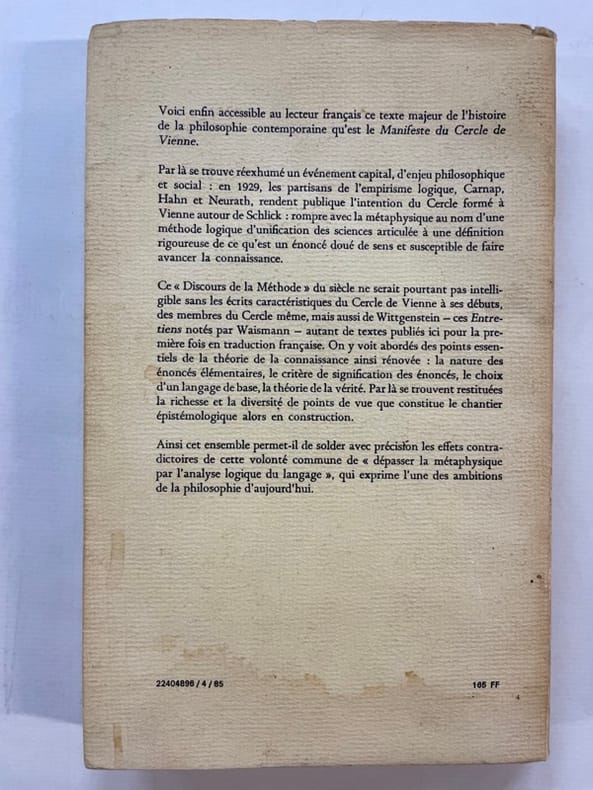 Voici enfin accessible au lecteur français ce texte majeur de l'histoire
de la philosophie contemporaine qu'est le Manifeste du Cercle de
Vienne.
Par là se trouve réexhumé un événement capital, d'enjeu philosophique
et social : en 1929, les partisans de l'empirisme logique, Carnap,
Hahn et Neurath, rendent publique l'intention du Cercle formé à
Vienne autour de Schlick : rompre avec la métaphysique au nom d'une
méthode logique d'unification des sciences articulée à une définition
rigoureuse de ce qu'est un énoncé doué de sens et susceptible de faire
avancer la connaissance.
Ce « Discours de la Méthode » du siècle ne serait pourtant pas intelli-
gible sans les écrits caractéristiques du Cercle de Vienne à ses débuts,
des membres du Cercle même, mais aussi de Wittgenstein – ces Entre-
tiens notés par Waismann – autant de textes publiés ici pour la pre-
mière fois en traduction française. On y voit abordés des points essen-
tiels de la théorie de la connaissance ainsi rénovée : la nature des
énoncés élémentaires, le critère de signification des énoncés, le choix
d'un langage de base, la théorie de la vérité. Par là se trouvent restituées
la richesse et la diversité de points de vue que constitue le chantier
épistémologique alors en construction.
Ainsi cet ensemble permet-il de solder avec précision les effets contra-
dictoires de cette volonté commune de « dépasser la métaphysique
par l'analyse logique du langage », qui exprime l'une des ambitions
de la philosophie d'aujourd'hui.
22404896 / 4 / 85
165 FF